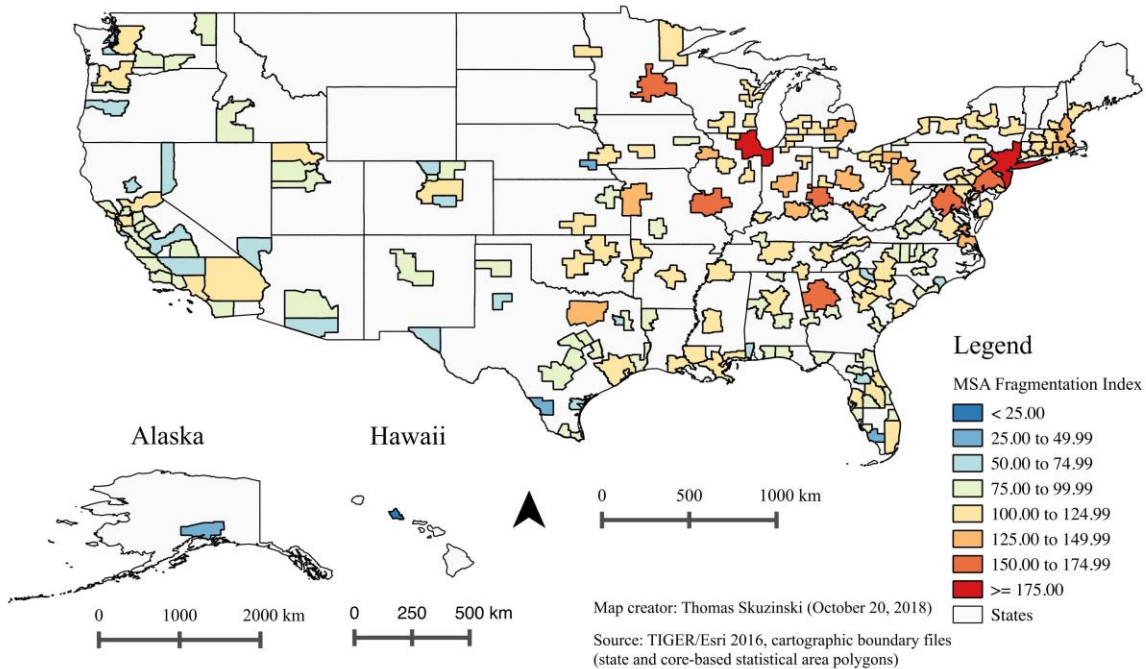 Alaska
Hawaii
0 1000 2000 km
0 250 500 km
0 500 1000 km
Legend
MSA Fragmentation Index
< 25.00
25.00 to 49.99
50.00 to 74.99
75.00 to 99.99
100.00 to 124.99
125.00 to 149.99
150.00 to 174.99
>= 175.00
States
Map creator: Thomas Skuzinski (October 20, 2018)
Source: TIGER/Esri 2016, cartographic boundary files
(state and core-based statistical area polygons)